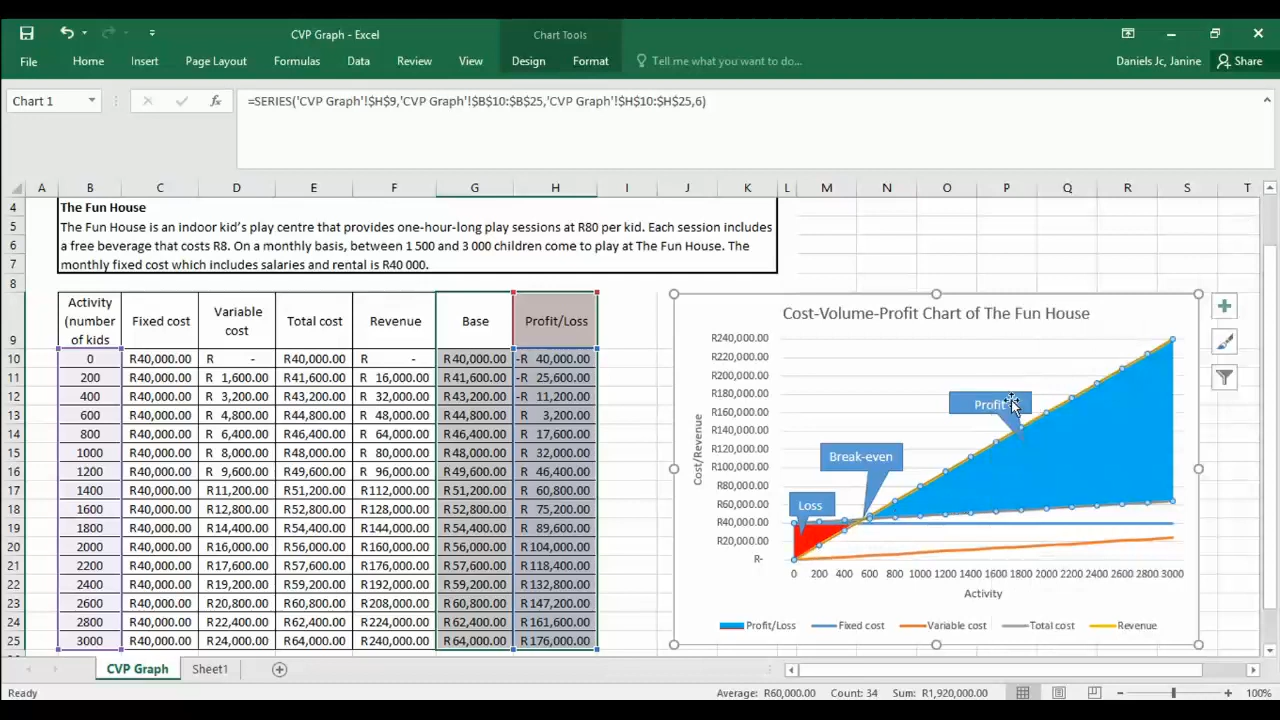 CVP Graph - Excel
Chart Tools
File Home Insert Page Layout Formulas Data Review View Design Format Tell me what you want to do... Daniels Jc, Janine Share
Chart 1 fx =SERIES('CVP Graph'!$H$9,'CVP Graph'!$B$10:$B$25,'CVP Graph'!$H$10:$H$25,6)
A B C D E F G H I J K L M N O P Q R S T
4 The Fun House
5 The Fun House is an indoor kid's play centre that provides one-hour-long play sessions at R80 per kid. Each session includes
6 a free beverage that costs R8. On a monthly basis, between 1 500 and 3 000 children come to play at The Fun House. The
7 monthly fixed cost which includes salaries and rental is R40 000.
8
9 Activity (number of kids Fixed cost Variable cost Total cost Revenue Base Profit/Loss
10 0 R40,000.00 R - R40,000.00 R - R40,000.00 -R 40,000.00
11 200 R40,000.00 R 1,600.00 R41,600.00 R 16,000.00 R41,600.00 -R 25,600.00
12 400 R40,000.00 R 3,200.00 R43,200.00 R 32,000.00 R43,200.00 -R 11,200.00
13 600 R40,000.00 R 4,800.00 R44,800.00 R 48,000.00 R44,800.00 R 3,200.00
14 800 R40,000.00 R 6,400.00 R46,400.00 R 64,000.00 R46,400.00 R 17,600.00
15 1000 R40,000.00 R 8,000.00 R48,000.00 R 80,000.00 R48,000.00 R 32,000.00
16 1200 R40,000.00 R 9,600.00 R49,600.00 R 96,000.00 R49,600.00 R 46,400.00
17 1400 R40,000.00 R11,200.00 R51,200.00 R112,000.00 R51,200.00 R 60,800.00
18 1600 R40,000.00 R12,800.00 R52,800.00 R128,000.00 R52,800.00 R 75,200.00
19 1800 R40,000.00 R14,400.00 R54,400.00 R144,000.00 R54,400.00 R 89,600.00
20 2000 R40,000.00 R16,000.00 R56,000.00 R160,000.00 R56,000.00 R104,000.00
21 2200 R40,000.00 R17,600.00 R57,600.00 R176,000.00 R57,600.00 R118,400.00
22 2400 R40,000.00 R19,200.00 R59,200.00 R192,000.00 R59,200.00 R132,800.00
23 2600 R40,000.00 R20,800.00 R60,800.00 R208,000.00 R60,800.00 R147,200.00
24 2800 R40,000.00 R22,400.00 R62,400.00 R224,000.00 R62,400.00 R161,600.00
25 3000 R40,000.00 R24,000.00 R64,000.00 R240,000.00 R64,000.00 R176,000.00
Cost-Volume-Profit Chart of The Fun House
Cost/Revenue
R240,000.00
R220,000.00
R200,000.00
R180,000.00
R160,000.00
R140,000.00
R120,000.00
R100,000.00
R80,000.00
R60,000.00
R40,000.00
R20,000.00
R-
Profit
Break-even
Loss
0 200 400 600 800 1000 1200 1400 1600 1800 2000 2200 2400 2600 2800 3000
Activity
Profit/Loss Fixed cost Variable cost Total cost Revenue
CVP Graph Sheet1
Ready Average: R60,000.00 Count: 34 Sum: R1,920,000.00 100%